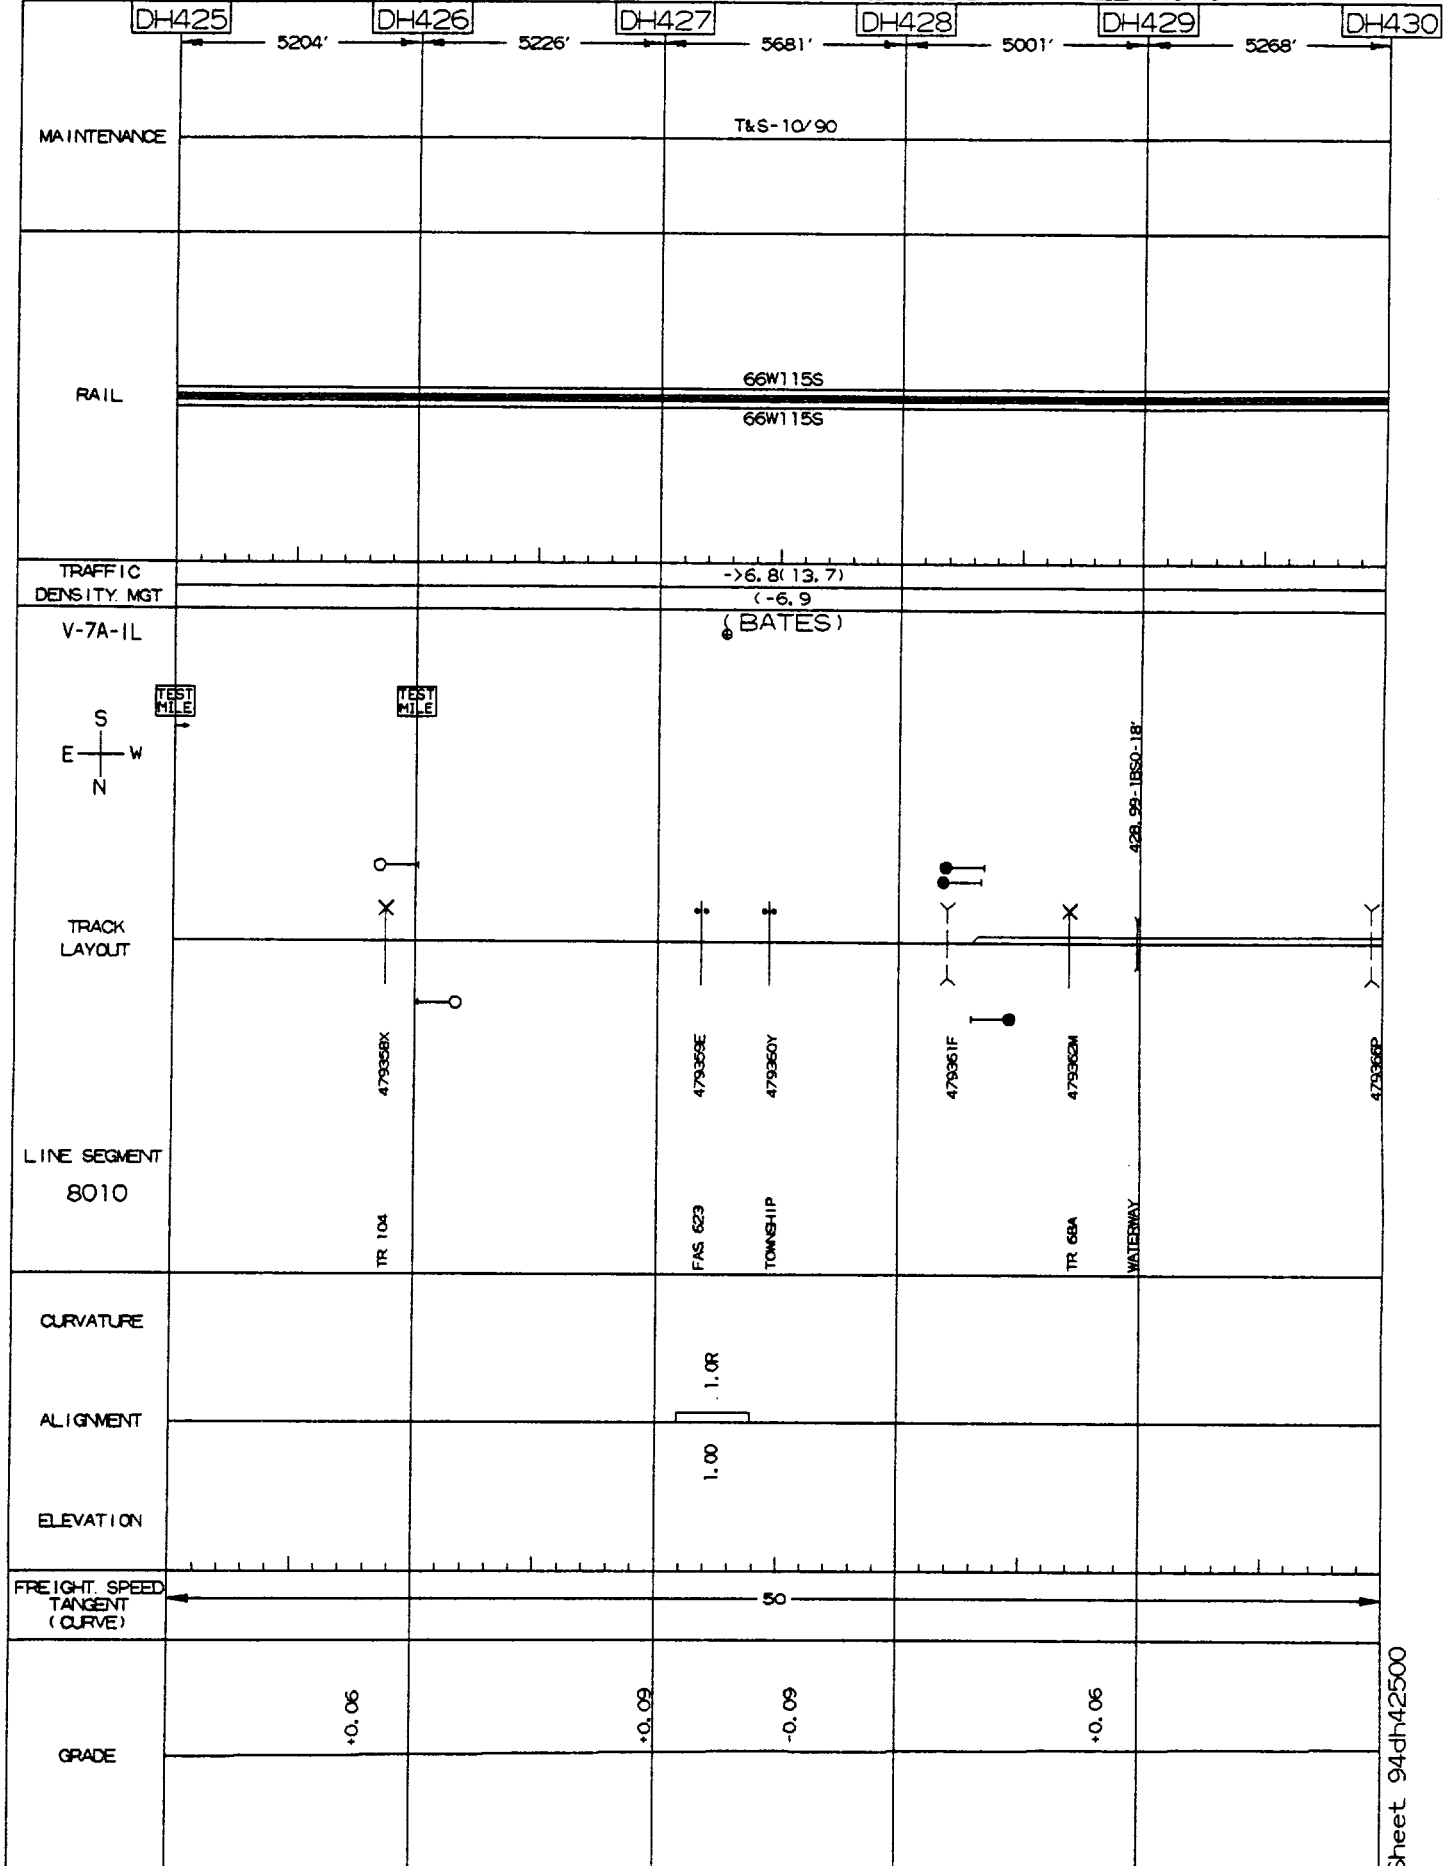 DH425 DH426 DH427 DH428 DH429 DH430
5204' 5226' 5681' 5001' 5268'
MAINTENANCE
T&S-10/90
66W115S
RAIL
66W115S
TRAFFIC
DENSITY. MGT
->6.8(13.7)
<-6.9
V-7A-IL
(BATES)
TEST
MILE
TEST
MILE
S
E W
N
428.99-1BSO-18'
TRACK
LAYOUT
479358X
479359E
479360Y
479361F
479362M
479366P
LINE SEGMENT
8010
TR 104
FAS 623
TOWNSHIP
TR 68A
WATERWAY
CURVATURE
1.0R
ALIGNMENT
1.00
ELEVATION
FREIGHT. SPEED
TANGENT
(CURVE)
50
+0.06
+0.09
-0.09
+0.06
GRADE
Sheet 94dh42500